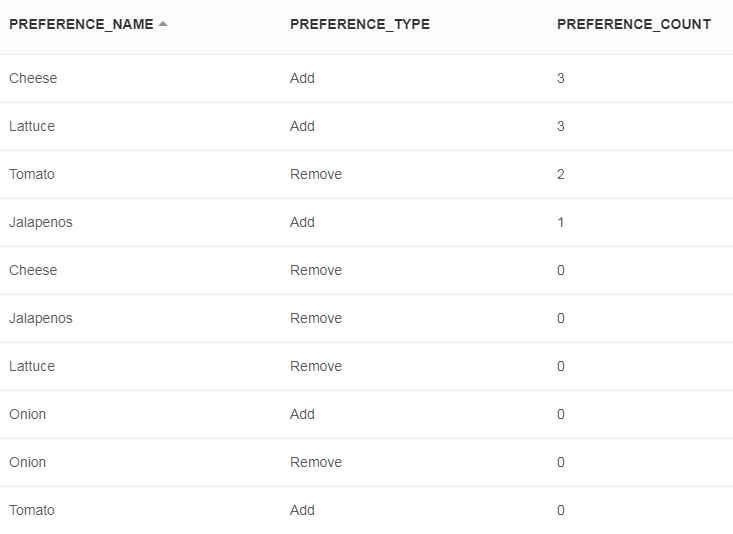 PREFERENCE_NAME PREFERENCE_TYPE PREFERENCE_COUNT
Cheese Add 3
Lattuce Add 3
Tomato Remove 2
Jalapenos Add 1
Cheese Remove 0
Jalapenos Remove 0
Lattuce Remove 0
Onion Add 0
Onion Remove 0
Tomato Add 0